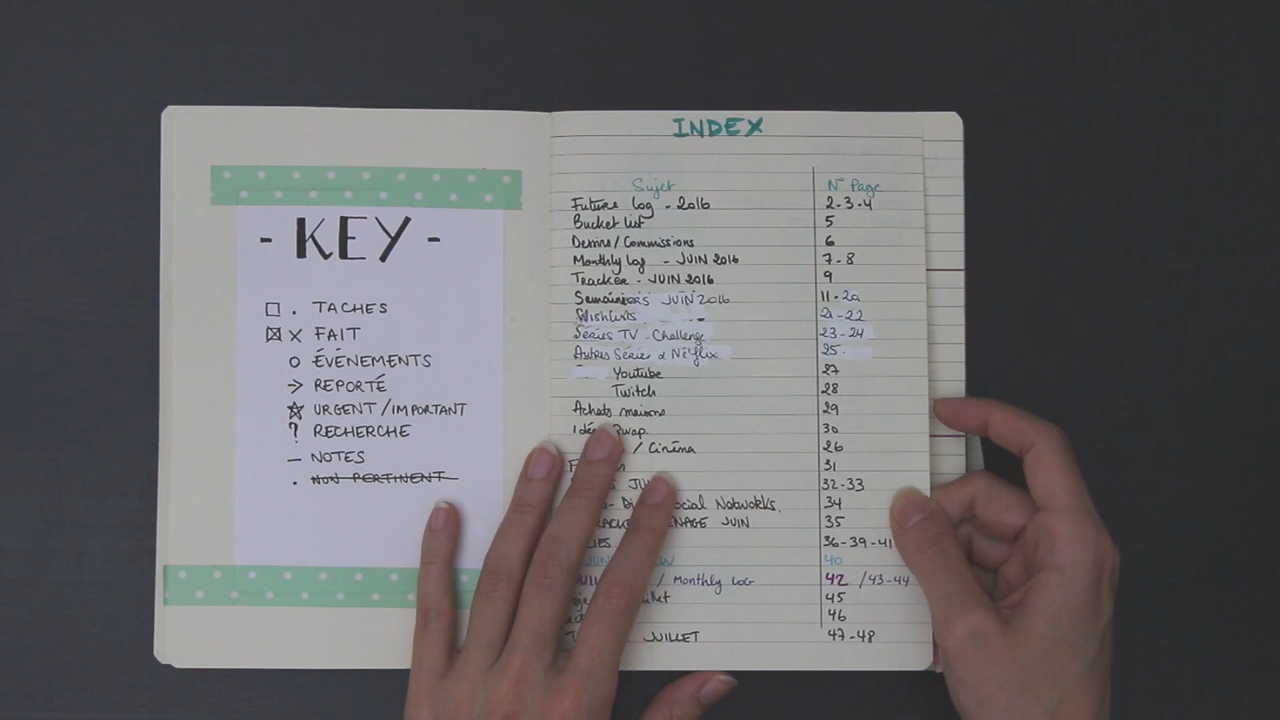 - KEY -
. TACHES
X FAIT
O ÉVÉNEMENTS
→ REPORTÉ
URGENT / IMPORTANT
? RECHERCHE
— NOTES
. NON PERTINENT
INDEX
Sujet N° Page
Future log - 2016 2-3-4
Bucket list 5
Dessins / Commissions 6
Monthly log - JUIN 2016 7-8
Tracker - JUIN 2016 9
Semainiers JUIN 2016 11-20
Wishlists 21-22
Séries TV - Challenge 23-24
Autres Série & Netflix 25.
Youtube 27
Twitch 28
Achats maison 29
Swap. 30
/ Cinéma 26
31
32-33
Social Networks. 34
JUIN 35
36-39-41
40
/ Monthly log 42 /43-44
45
46
JUILLET 47-48